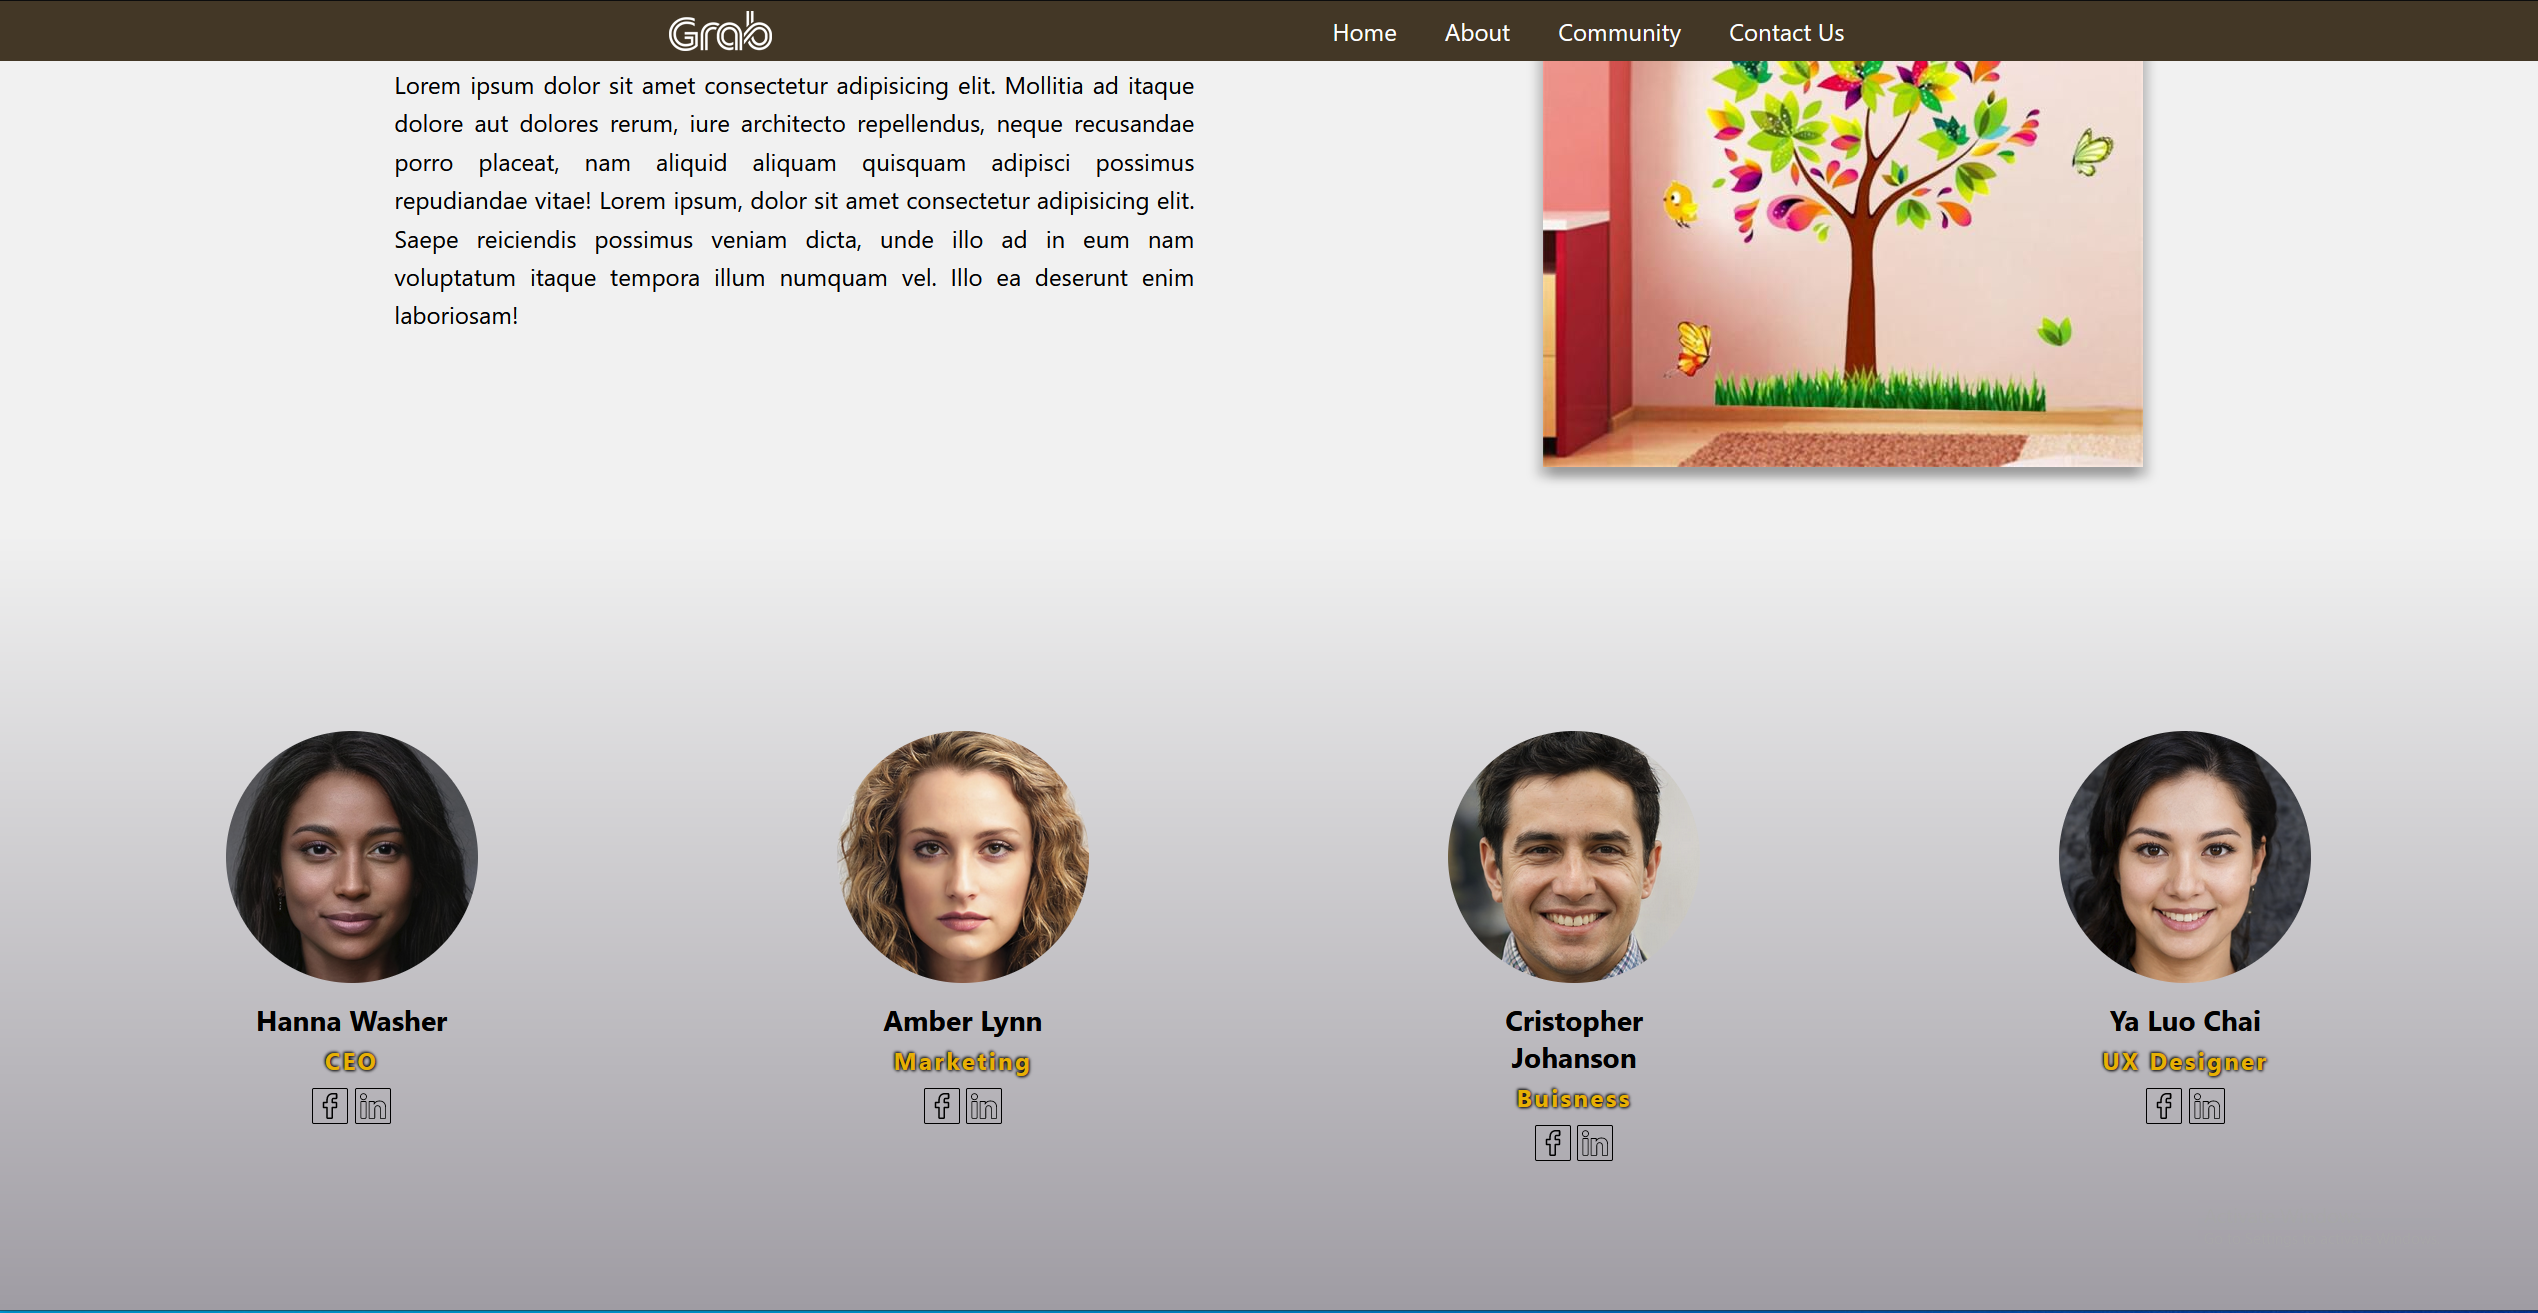 Grab
Home About Community Contact Us
Lorem ipsum dolor sit amet consectetur adipisicing elit. Mollitia ad itaque
dolore aut dolores rerum, iure architecto repellendus, neque recusandae
porro placeat, nam aliquid aliquam quisquam adipisci possimus
repudiandae vitae! Lorem ipsum, dolor sit amet consectetur adipisicing elit.
Saepe reiciendis possimus veniam dicta, unde illo ad in eum nam
voluptatum itaque tempora illum numquam vel. Illo ea deserunt enim
laboriosam!
Hanna Washer
CEO
f in
Amber Lynn
Marketing
f in
Cristopher
Johanson
Buisness
f in
Ya Luo Chai
UX Designer
f in